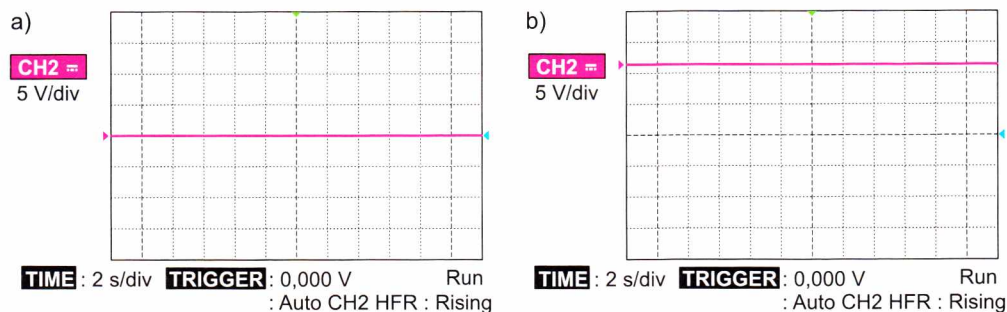 a)
CH2
5 V/div
TIME : 2 s/div TRIGGER : 0,000 V Run
: Auto CH2 HFR : Rising
b)
CH2
5 V/div
TIME : 2 s/div TRIGGER : 0,000 V Run
: Auto CH2 HFR : Rising